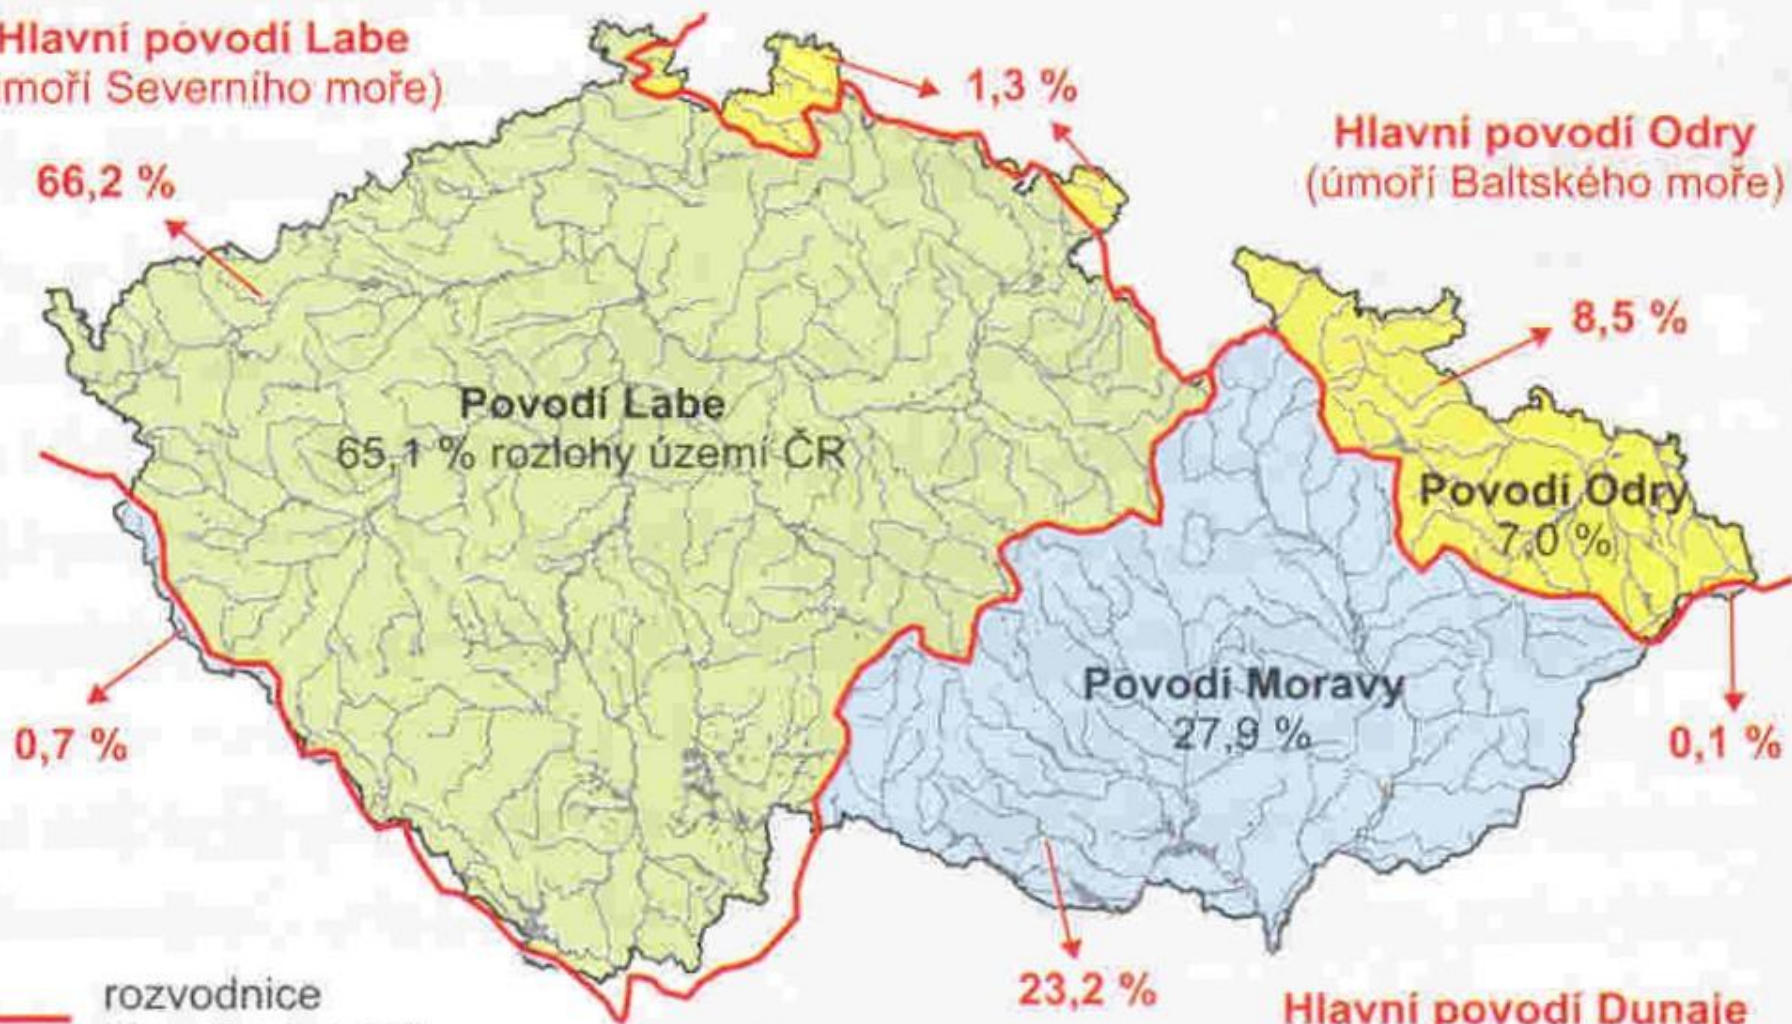 Hlavní povodí Labe
moří Severního moře)
66,2 %
1,3 %
Hlavní povodí Odry
(úmoří Baltského moře)
8,5 %
Povodí Labe
65,1 % rozlohy území ČR
Povodí Odry
7,0 %
Povodí Moravy
27,9 %
0,7 %
0,1 %
23,2 %
Hlavní povodí Dunaje
rozvodnice